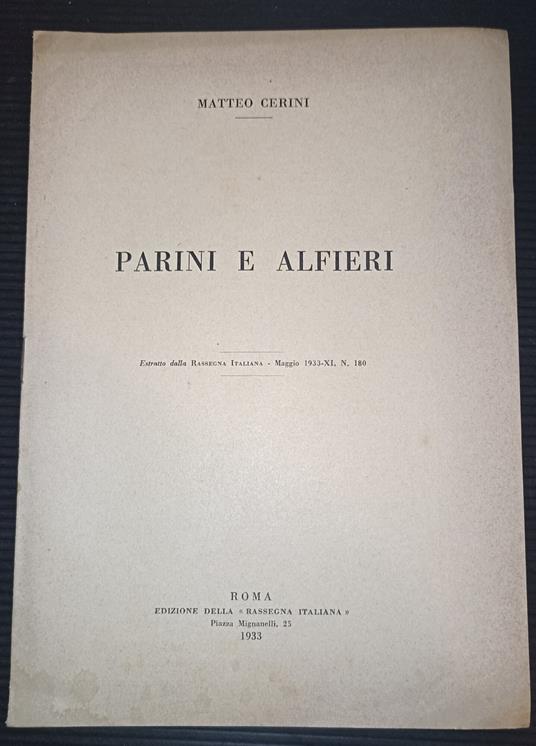 MATTEO CERINI
PARINI E ALFIERI
Estratto dalla RASSEGNA ITALIANA - Maggio 1933-XI, N. 180
ROMA
EDIZIONE DELLA « RASSEGNA ITALIANA »
Piazza Mignanelli, 25
1933